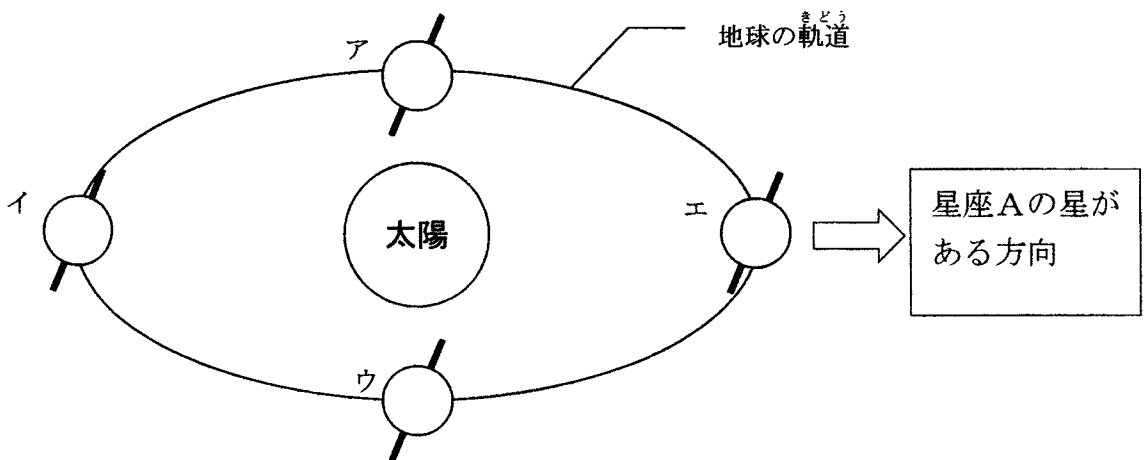 きどう
地球の軌道
ア
イ
太陽
エ
星座Aの星が
ある方向
ウ